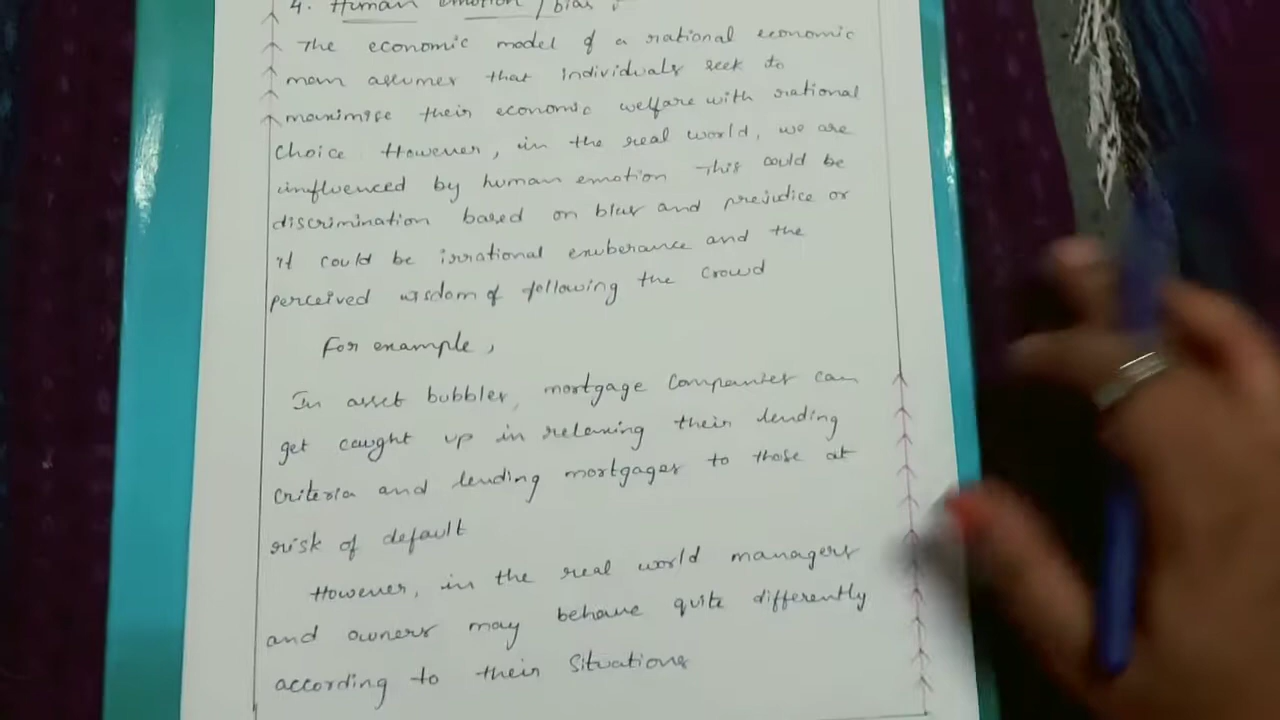 4. Human emotion / bias :
The economic model of a rational economic
man assumes that individuals seek to
maximise their economic welfare with rational
choice However, in the real world, we are
influenced by human emotion This could be
discrimination based on blur and prejudice or
it could be irrational exuberance and the
perceived wisdom of following the crowd
For example,
In asset bubbles, mortgage companies can
get caught up in relaxing their lending
criteria and lending mortgages to those at
risk of default
However, in the real world managers
and owners may behave quite differently
according to their situations